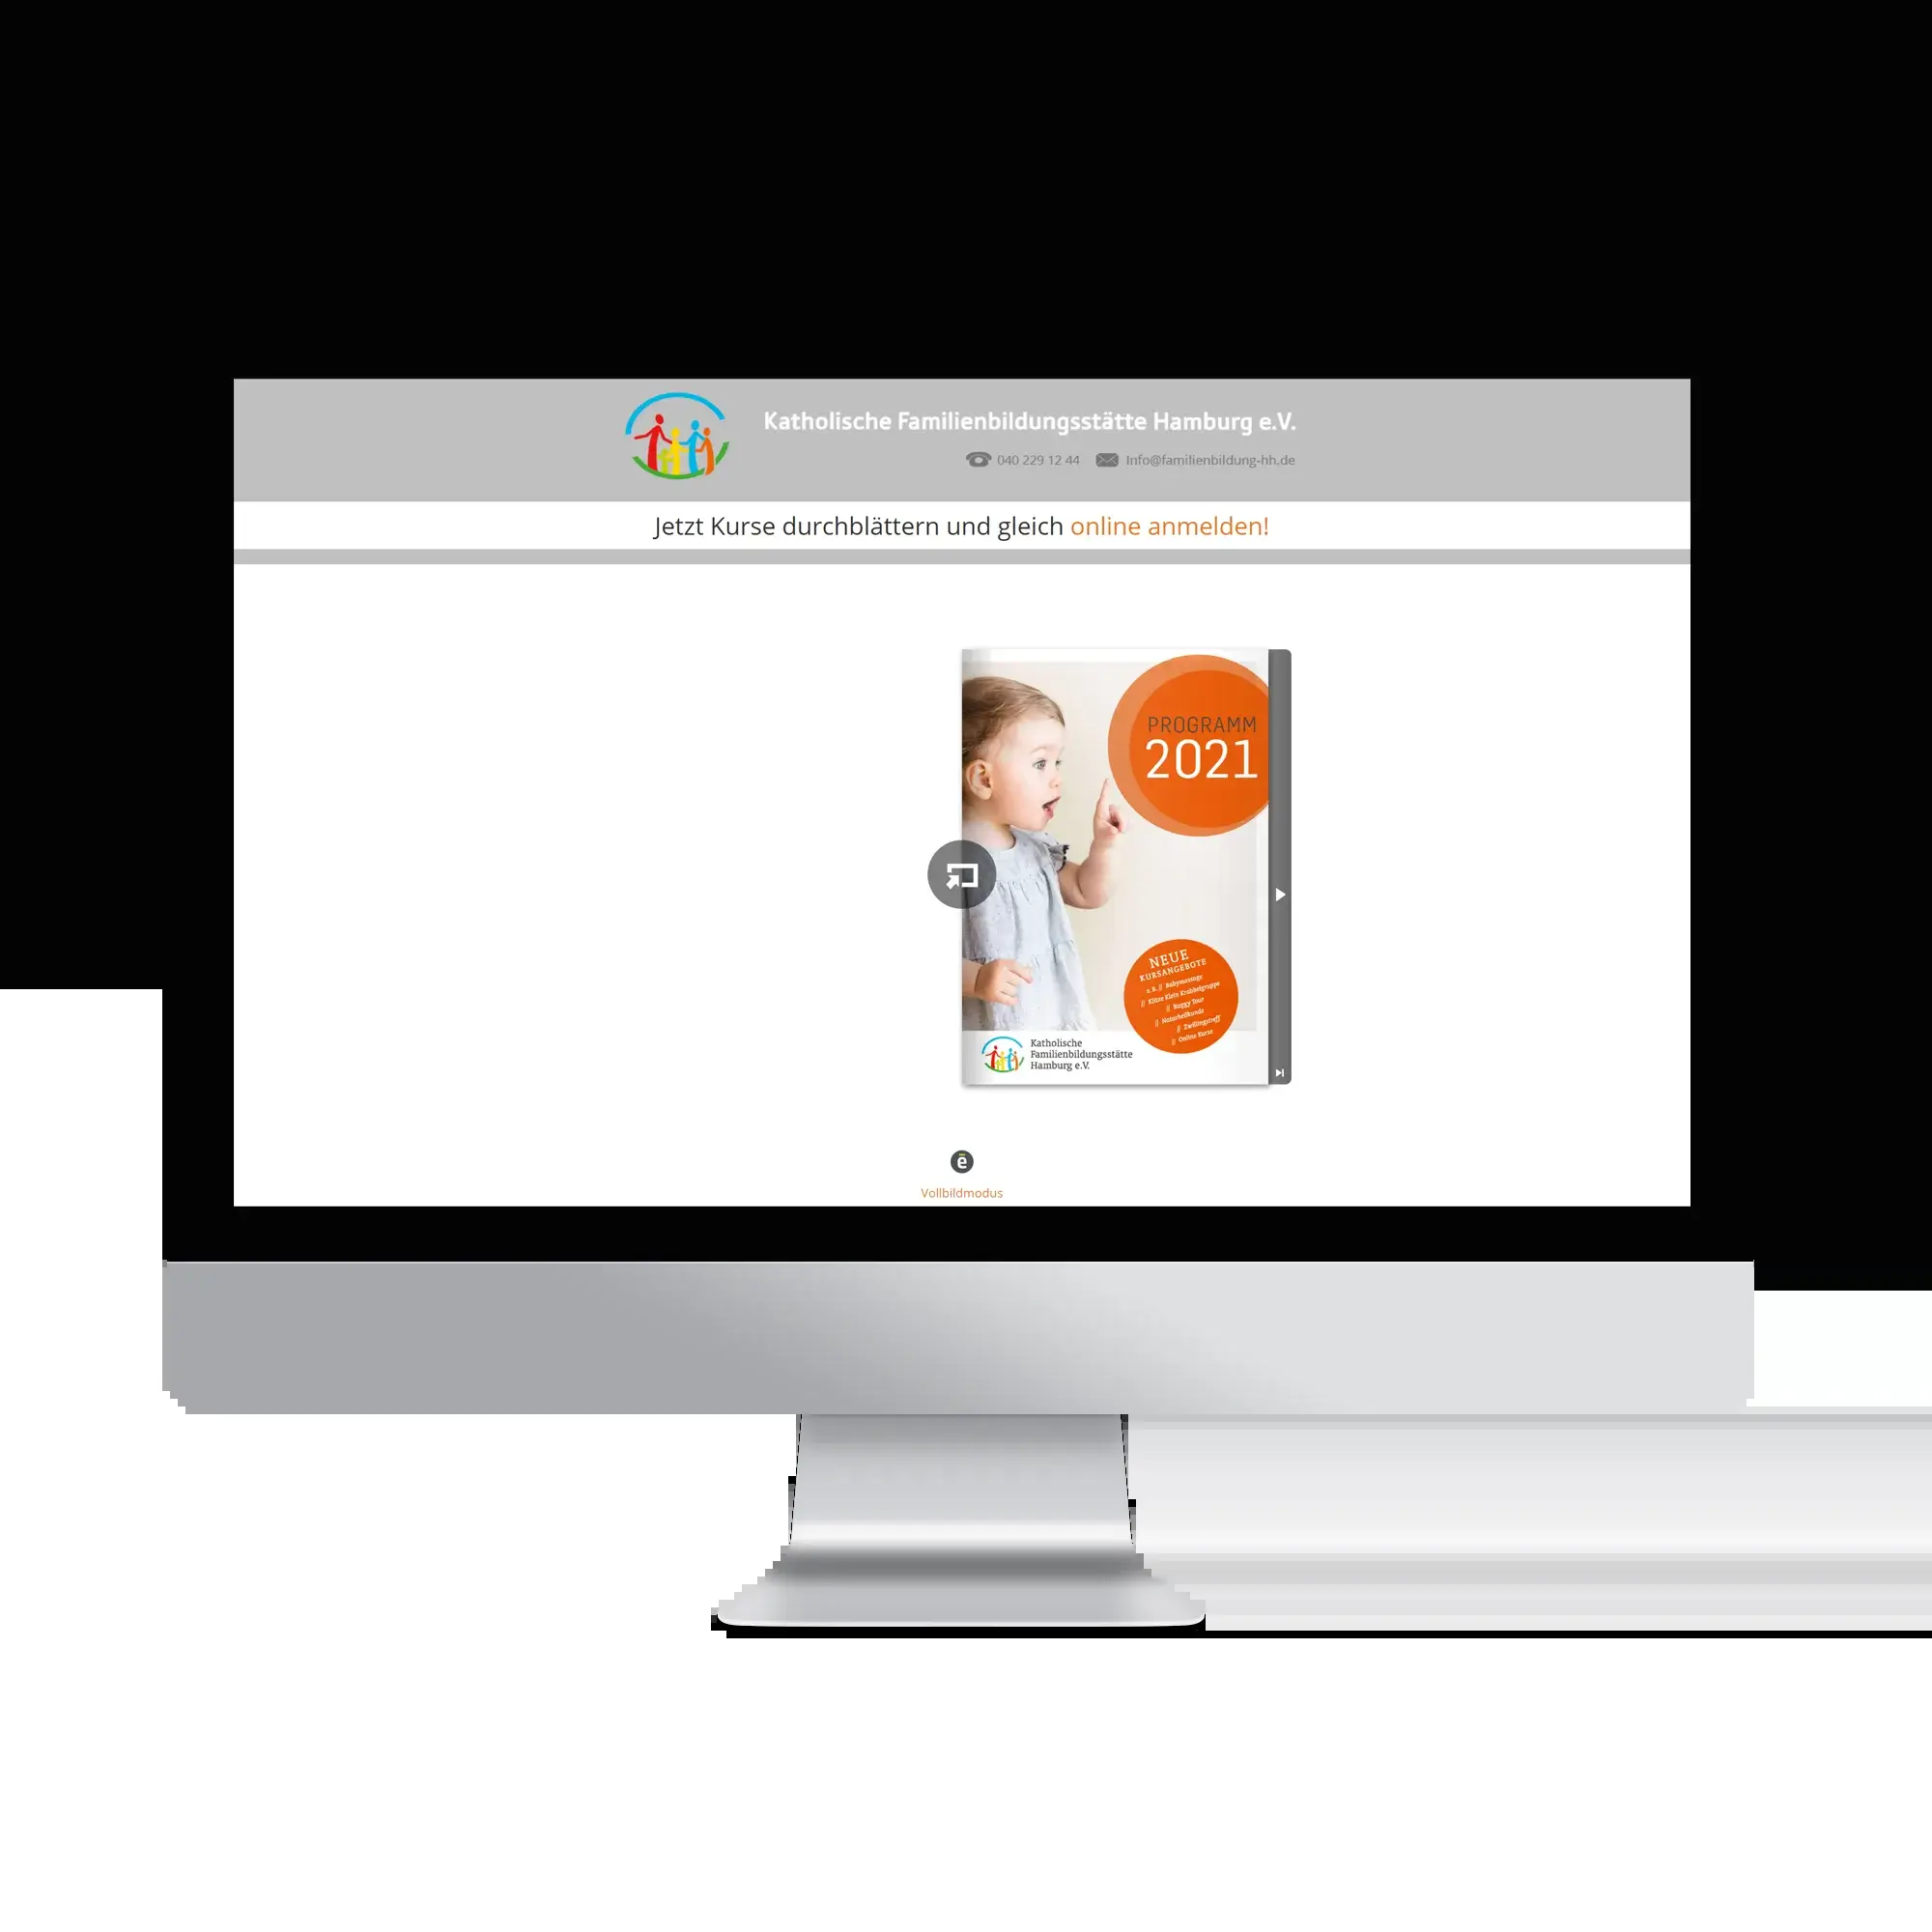 Katholische Familienbildungsstätte Hamburg e.V.
040 229 12 44 Info@familienbildung-hh.de
Jetzt Kurse durchblättern und gleich online anmelden!
PROGRAMM
2021
NEUE
KURSANGEBOTE
z. B. // Babymassage
// Klitze Klein Krabbelgruppe
// Buggy Tour
// Naturheilkunde
// Zwillingstreff
// Online Kurse
Katholische
Familienbildungsstätte
Hamburg e.V.
ē
Vollbildmodus